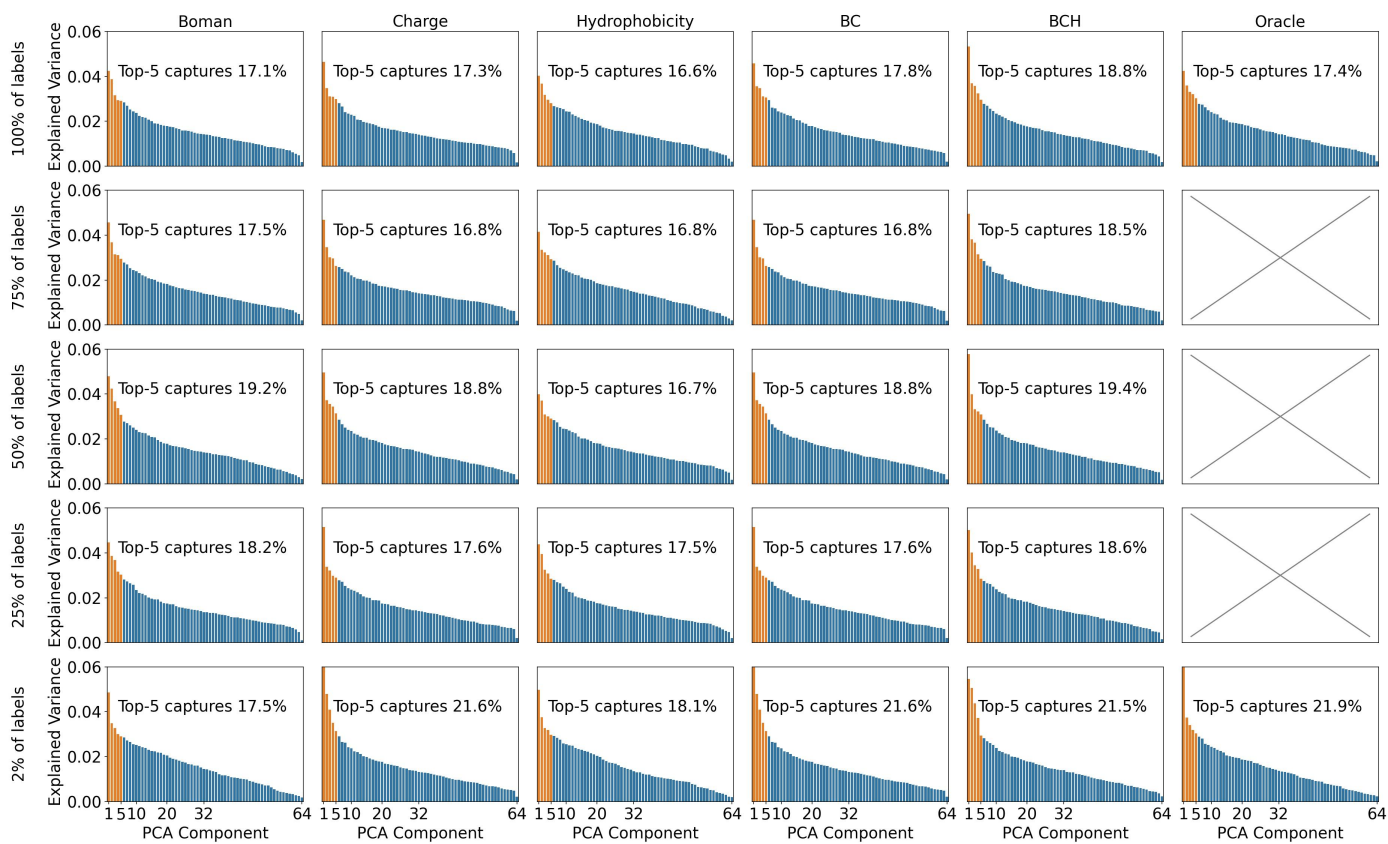 Boman Charge Hydrophobicity BC BCH Oracle
100% of labels
Explained Variance
0.06
0.04
0.02
0.00
Top-5 captures 17.1%
Top-5 captures 17.3%
Top-5 captures 16.6%
Top-5 captures 17.8%
Top-5 captures 18.8%
Top-5 captures 17.4%
75% of labels
Explained Variance
0.06
0.04
0.02
0.00
Top-5 captures 17.5%
Top-5 captures 16.8%
Top-5 captures 16.8%
Top-5 captures 16.8%
Top-5 captures 18.5%
50% of labels
Explained Variance
0.06
0.04
0.02
0.00
Top-5 captures 19.2%
Top-5 captures 18.8%
Top-5 captures 16.7%
Top-5 captures 18.8%
Top-5 captures 19.4%
25% of labels
Explained Variance
0.06
0.04
0.02
0.00
Top-5 captures 18.2%
Top-5 captures 17.6%
Top-5 captures 17.5%
Top-5 captures 17.6%
Top-5 captures 18.6%
2% of labels
Explained Variance
0.06
0.04
0.02
0.00
Top-5 captures 17.5%
Top-5 captures 21.6%
Top-5 captures 18.1%
Top-5 captures 21.6%
Top-5 captures 21.5%
Top-5 captures 21.9%
1 5 10 20 32 64
1 5 10 20 32 64
1 5 10 20 32 64
1 5 10 20 32 64
1 5 10 20 32 64
1 5 10 20 32 64
PCA Component
PCA Component
PCA Component
PCA Component
PCA Component
PCA Component